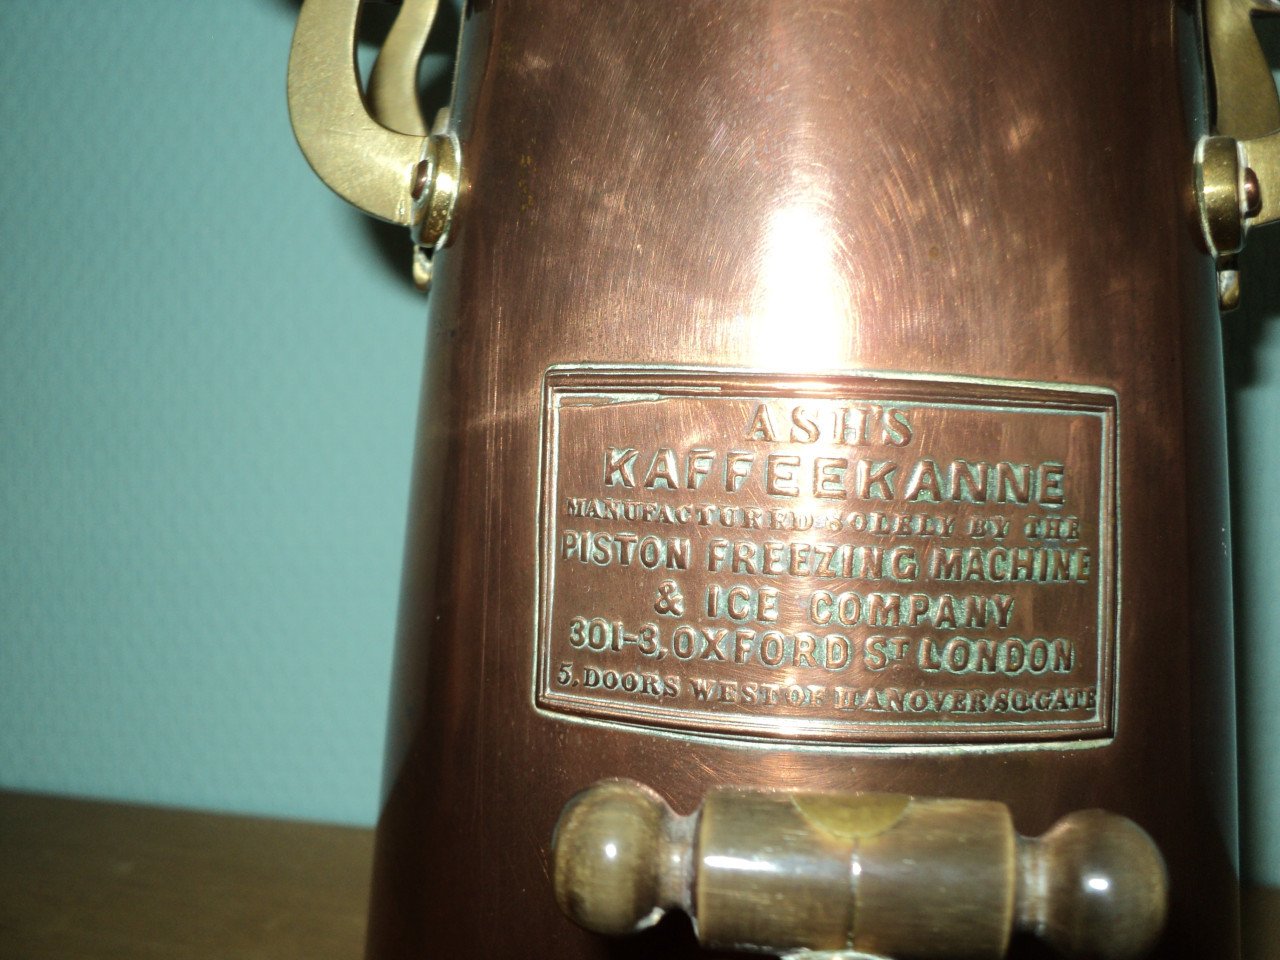 ASH'S
KAFFEEKANNE
MANUFACTURED SOLELY BY THE
PISTON FREEZING MACHINE
& ICE COMPANY
301-3, OXFORD ST LONDON
5, DOORS WEST OF HANOVER SQ. GATE